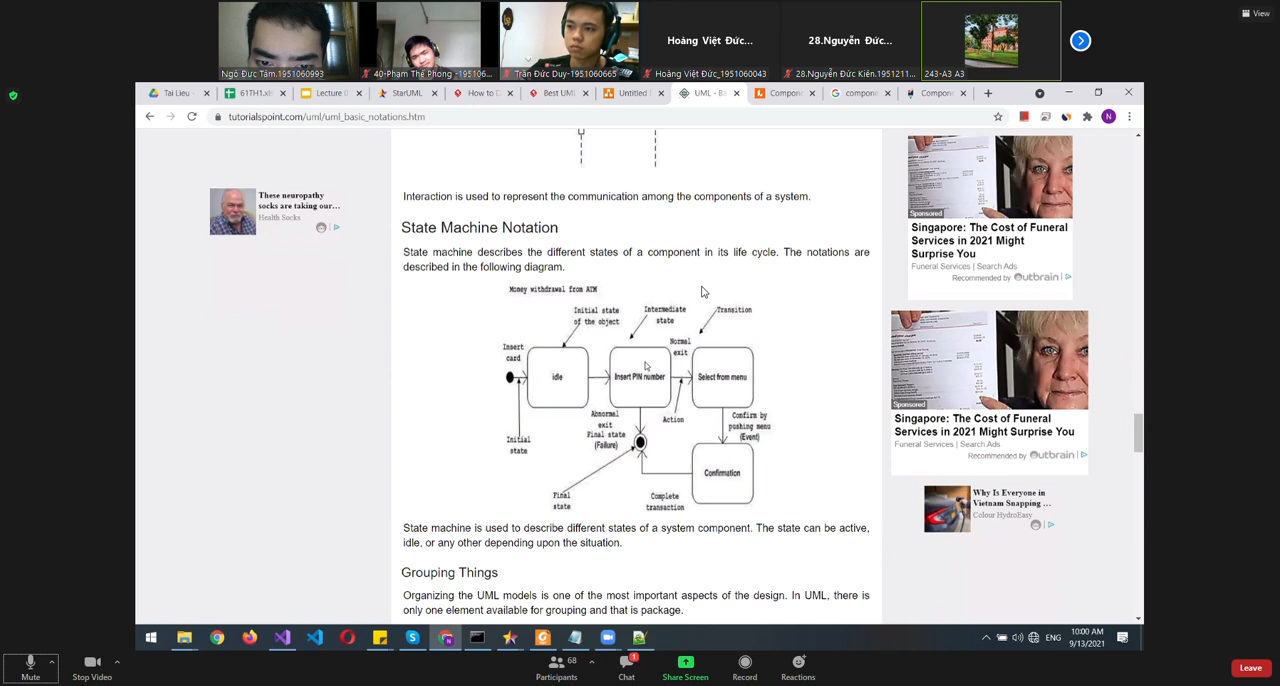 View
Ngô Đức Tâm.1951060993
40-Phạm Thế Phong -195106...
Trần Đức Duy-1951060665
Hoàng Việt Đức...
Hoàng Việt Đức_1951060043
28.Nguyễn Đức...
28.Nguyễn Đức Kiên.1951211...
243-A3 A3
Tai Lieu -
61TH1.xls
Lecture 0
StarUML
How to D
Best UML
Untitled
UML - Ba
Compon
compone
Compone
tutorialspoint.com/uml/uml_basic_notations.htm
N
These neuropathy
socks are taking our...
Health Socks
Interaction is used to represent the communication among the components of a system.
State Machine Notation
State machine describes the different states of a component in its life cycle. The notations are
described in the following diagram.
Money withdrawal from ATM
Initial state
of the object
Intermediate
state
Transition
Insert
card
Normal
exit
idle
Insert PIN number
Select from menu
Action
Abnormal
exit
Final state
(Failure)
Confirm by
pushing menu
(Event)
Initial
state
Confirmation
Final
state
Complete
transaction
State machine is used to describe different states of a system component. The state can be active,
idle, or any other depending upon the situation.
Grouping Things
Organizing the UML models is one of the most important aspects of the design. In UML, there is
only one element available for grouping and that is package.
Sponsored
Singapore: The Cost of Funeral
Services in 2021 Might
Surprise You
Funeral Services | Search Ads
Recommended by Outbrain
Sponsored
Singapore: The Cost of Funeral
Services in 2021 Might Surprise You
Funeral Services | Search Ads
Recommended by Outbrain
Why Is Everyone in
Vietnam Snapping ...
Colour HydroEasy
ENG
10:00 AM
9/13/2021
Mute
Stop Video
68
Participants
1
Chat
Share Screen
Record
Reactions
Leave